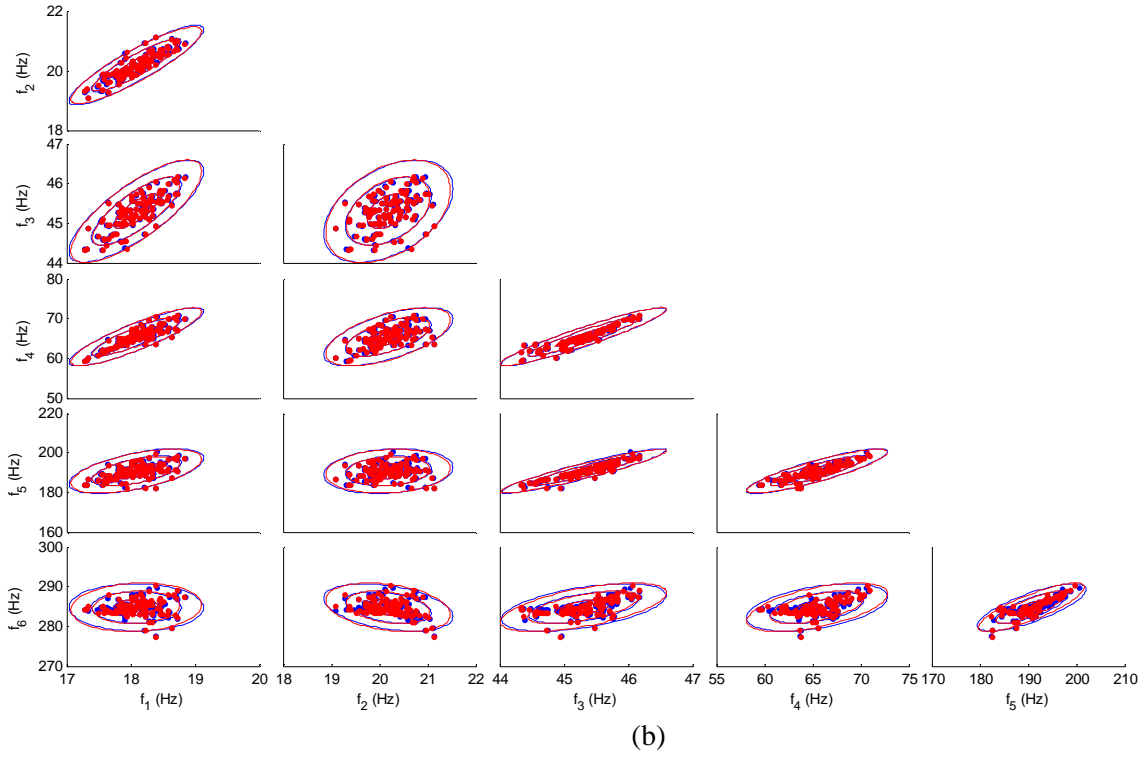 22
20
18
f2 (Hz)
47
46
45
44
f3 (Hz)
80
70
60
50
f4 (Hz)
220
200
180
160
f5 (Hz)
300
290
280
270
f6 (Hz)
17 18 19 20
18 19 20 21 22
44 45 46 47
55 60 65 70 75
170 180 190 200 210
f1 (Hz)
f2 (Hz)
f3 (Hz)
f4 (Hz)
f5 (Hz)
(b)